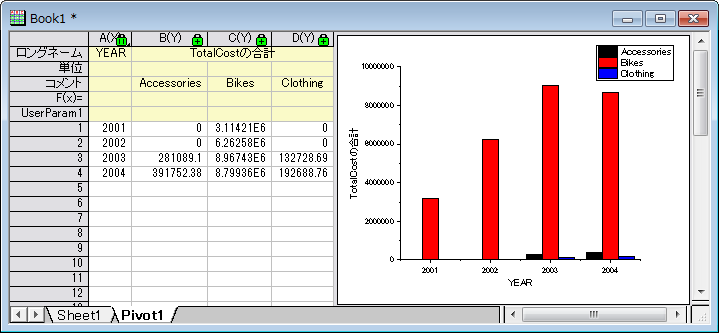 Book1 *
A(X) B(Y) C(Y) D(Y)
ロングネーム YEAR TotalCostの合計
単位
コメント Accessories Bikes Clothing
F(x)=
UserParam1
1 2001 0 3.11421E6 0
2 2002 0 6.26258E6 0
3 2003 281089.1 8.96743E6 132728.69
4 2004 391752.38 8.79936E6 192688.76
5
6
7
8
9
10
11
12
Sheet1 Pivot1
Accessories
Bikes
Clothing
10000000
8000000
6000000
4000000
2000000
0
TotalCostの合計
2001 2002 2003 2004
YEAR